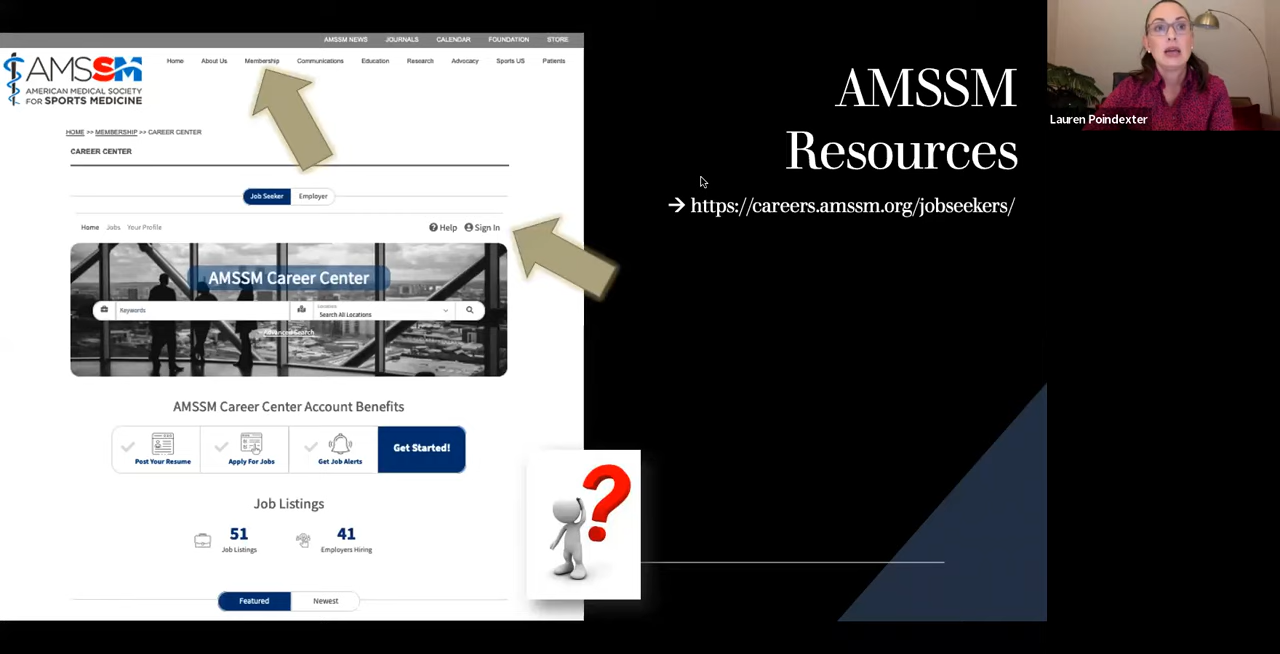 AMSSM NEWS JOURNALS CALENDAR FOUNDATION STORE
AMSSM
AMERICAN MEDICAL SOCIETY
FOR SPORTS MEDICINE
Home About Us Membership Communications Education Research Advocacy Sports US Patients
HOME >> MEMBERSHIP >> CAREER CENTER
CAREER CENTER
Job Seeker Employer
Home Jobs Your Profile ? Help Sign In
AMSSM Career Center
Keywords
Locations
Search All Locations
Advanced Search
AMSSM Career Center Account Benefits
Post Your Resume Apply For Jobs Get Job Alerts Get Started!
Job Listings
51 41
Job Listings Employers Hiring
Featured Newest
?
AMSSM
Resources
→ https://careers.amssm.org/jobseekers/
Lauren Poindexter